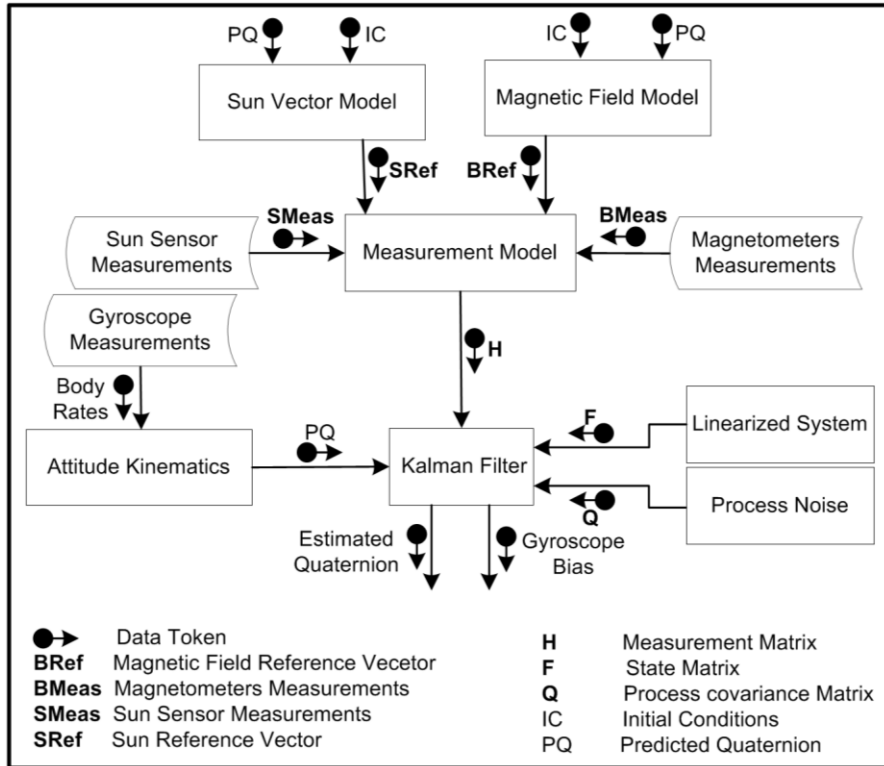 PQ
IC
IC
PQ
Sun Vector Model
Magnetic Field Model
SRef
BRef
SMeas
BMeas
Sun Sensor
Measurements
Measurement Model
Magnetometers
Measurements
Gyroscope
Measurements
H
Body
Rates
F
Linearized System
PQ
Attitude Kinematics
Kalman Filter
Q
Process Noise
Estimated
Quaternion
Gyroscope
Bias
Data Token
BRef Magnetic Field Reference Vecetor
BMeas Magnetometers Measurements
SMeas Sun Sensor Measurements
SRef Sun Reference Vector
H Measurement Matrix
F State Matrix
Q Process covariance Matrix
IC Initial Conditions
PQ Predicted Quaternion